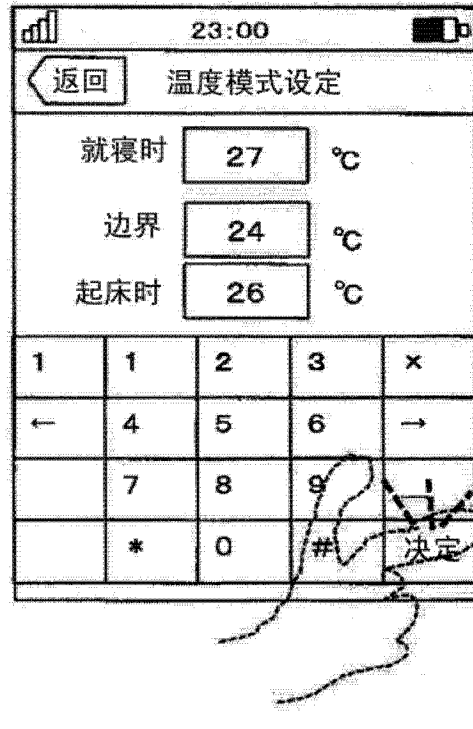 23:00
返回 温度模式设定
就寝时 27 ℃
边界 24 ℃
起床时 26 ℃
1 1 2 3 ×
← 4 5 6 →
7 8 9
* 0 # 决定